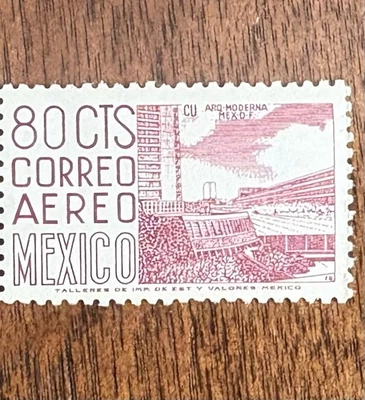 80 CTS
CORREO
AEREO
MEXICO
CU ARQ-MODERNA
MEX-D-F-
TALLERES DE IMP. DE EST. Y VALORES MEXICO